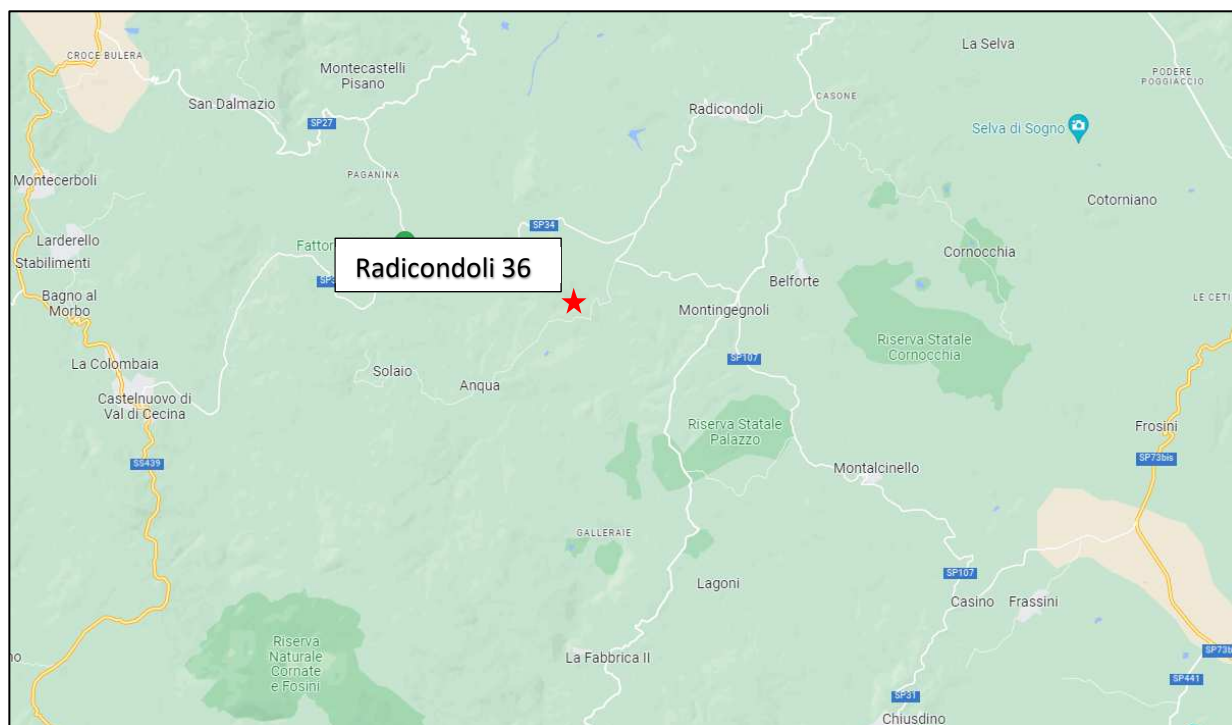 CROCE BULERA
La Selva
Montecastelli
Pisano
PODERE
POGGIACCIO
San Dalmazio
CASONE
Radicondoli
SP27
Selva di Sogno
PAGANINA
Montecerboli
Cotorniano
SP34
Larderello
Stabilimenti
Fattor
Radicondoli 36
Cornocchia
Belforte
Bagno al
Morbo
Montingegnoli
LE CETI
Riserva Statale
Cornocchia
SP107
La Colombaia
Solaio
Anqua
Castelnuovo di
Val di Cecina
Riserva Statale
Palazzo
Frosini
SP73bis
SS439
Montalcinello
GALLERAIE
SP107
Lagoni
Casino
Frassini
Riserva
Naturale
Cornate
e Fosini
no
La Fabbrica II
SP73b
SP441
SP31
Chiusdino